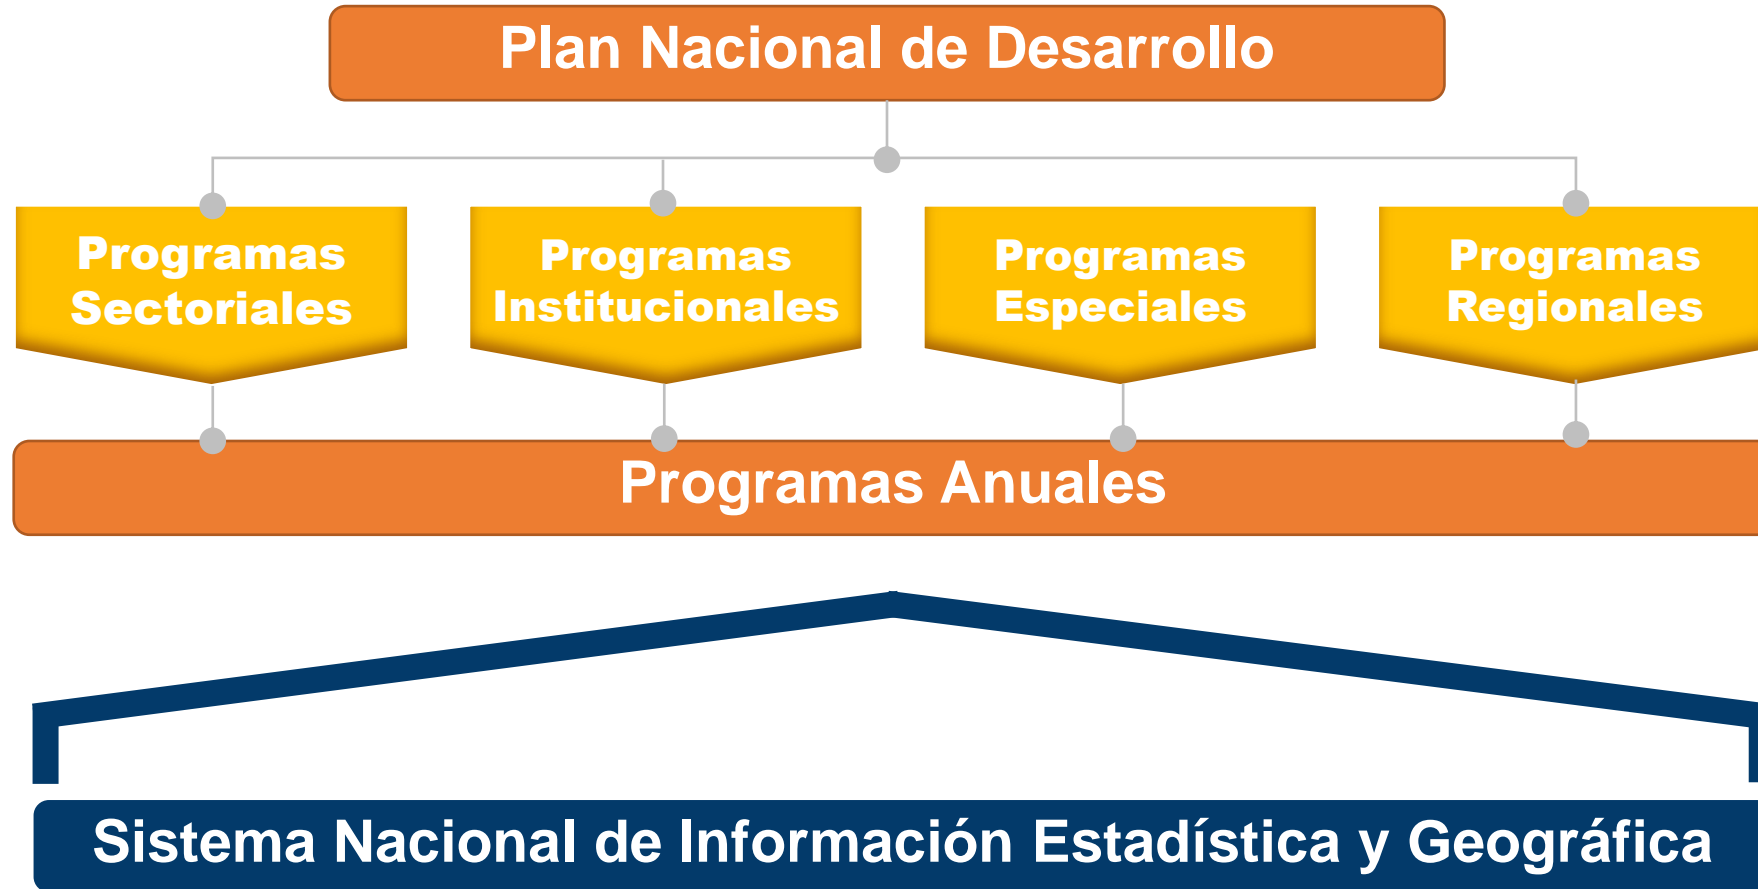 Plan Nacional de Desarrollo
Programas
Sectoriales
Programas
Institucionales
Programas
Especiales
Programas
Regionales
Programas Anuales
Sistema Nacional de Información Estadística y Geográfica